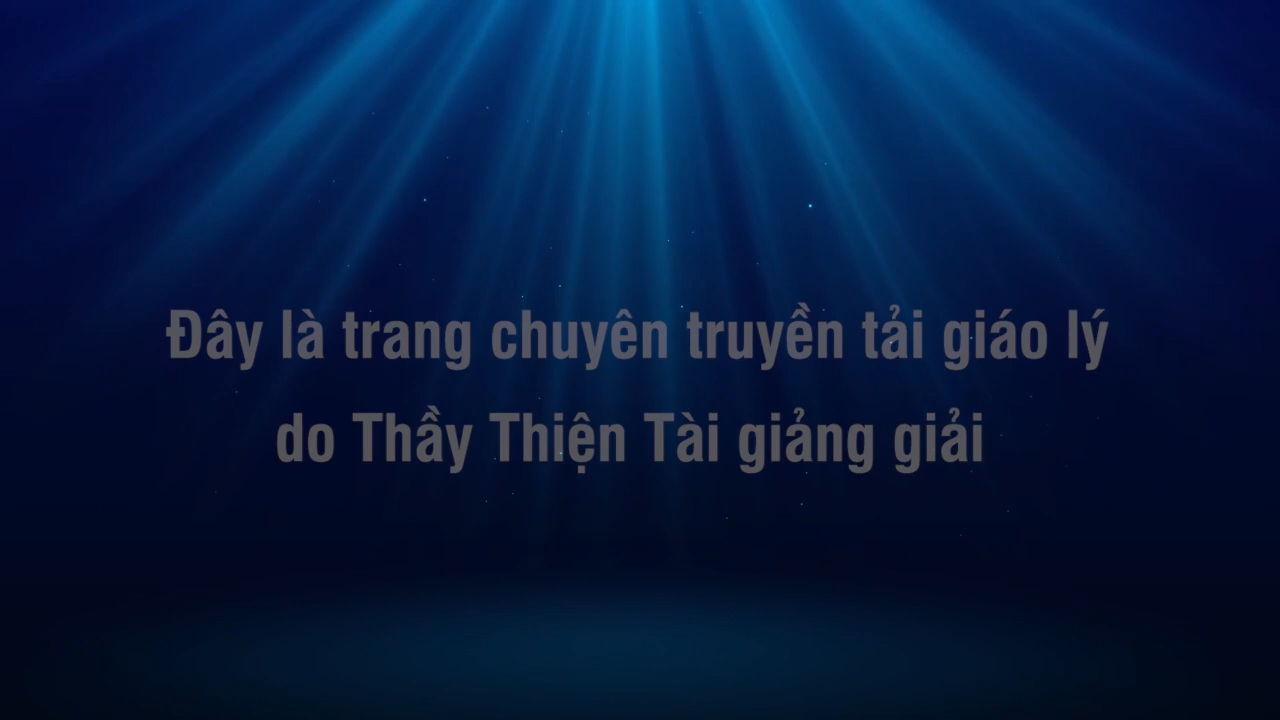 Đây là trang chuyên truyền tải giáo lý
do Thầy Thiện Tài giảng giải